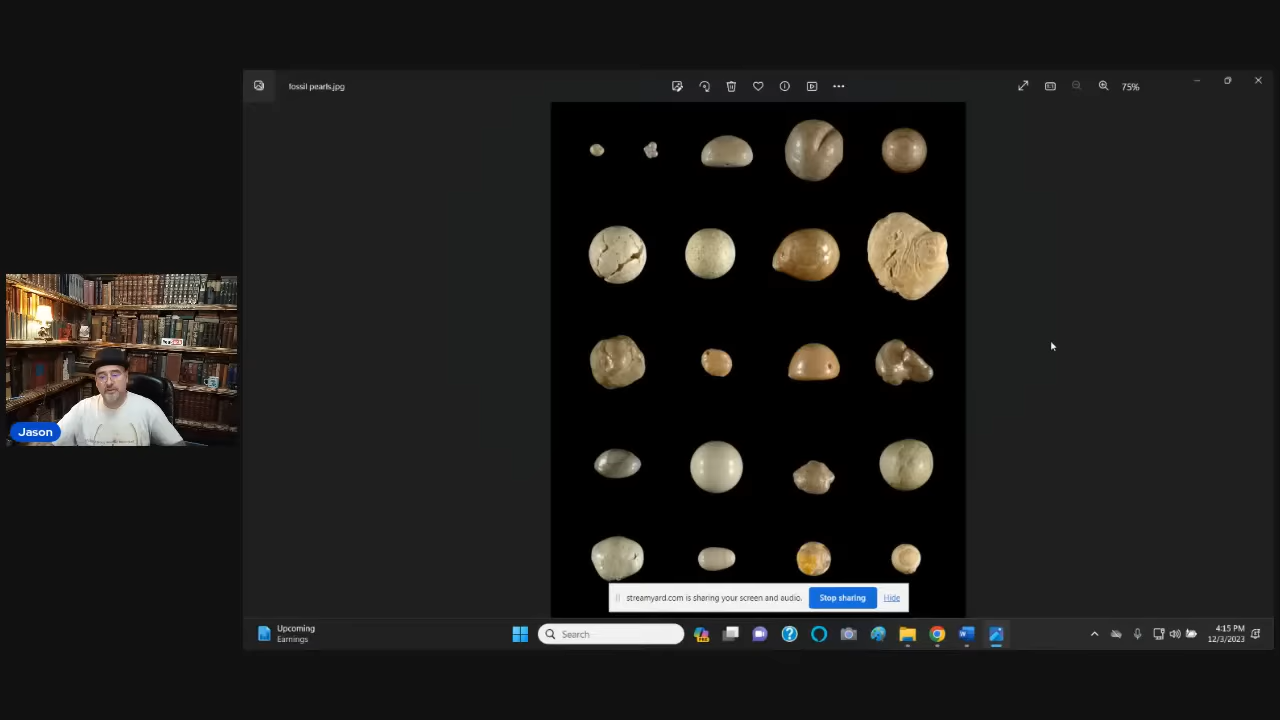 fossil pearls.jpg
75%
Jason
streamyard.com is sharing your screen and audio.
Stop sharing
Hide
Upcoming
Earnings
Search
4:15 PM
12/3/2023